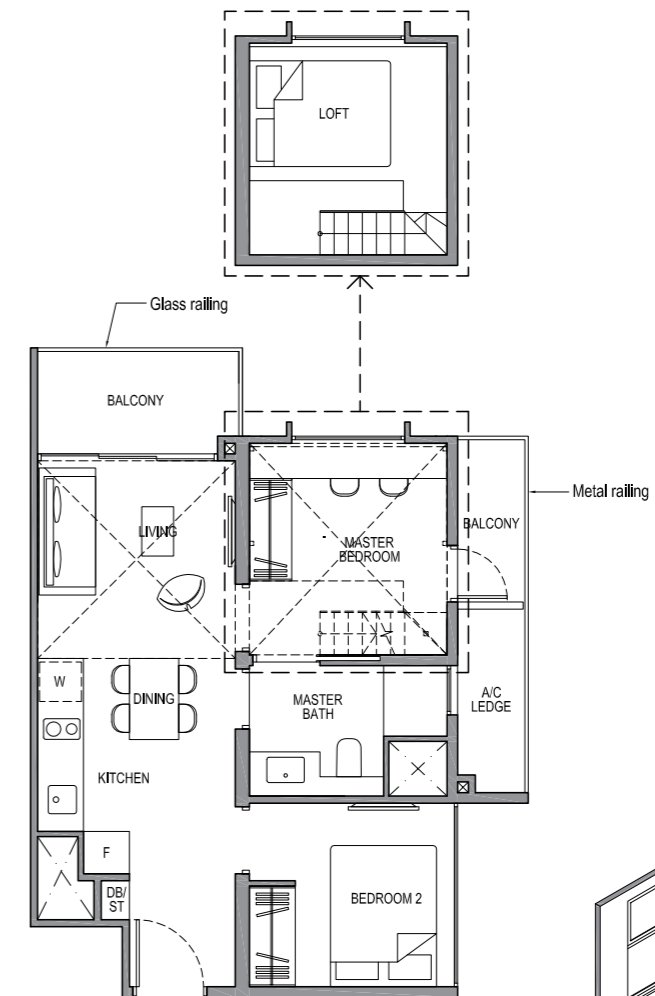 LOFT
Glass railing
BALCONY
Metal railing
LIVING
MASTER
BEDROOM
BALCONY
W
DINING
MASTER
BATH
A/C
LEDGE
KITCHEN
F
DB/
ST
BEDROOM 2